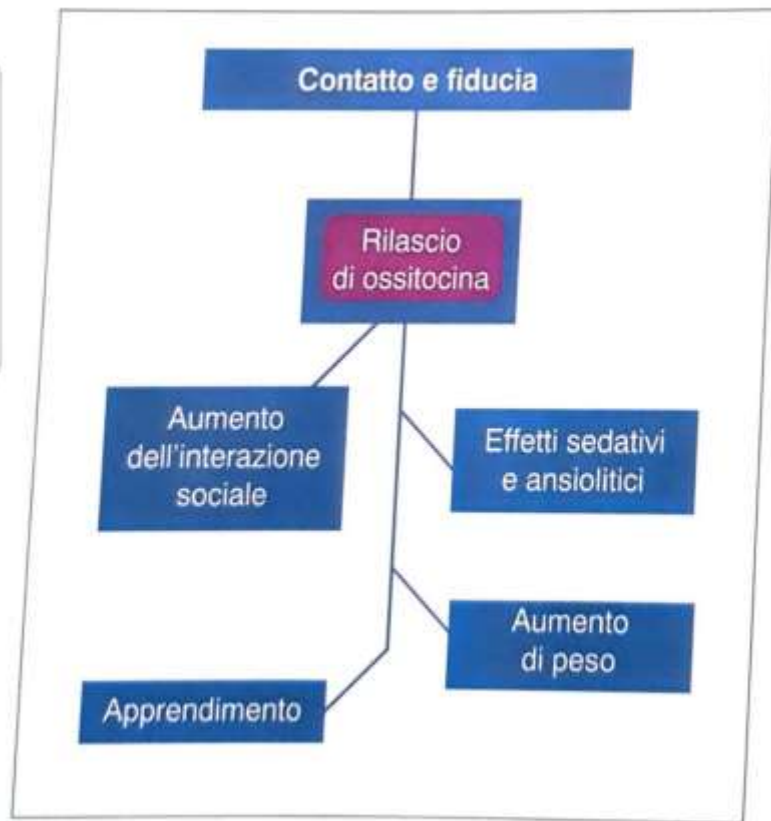 Contatto e fiducia
Rilascio
di ossitocina
Aumento
dell'interazione
sociale
Effetti sedativi
e ansiolitici
Aumento
di peso
Apprendimento